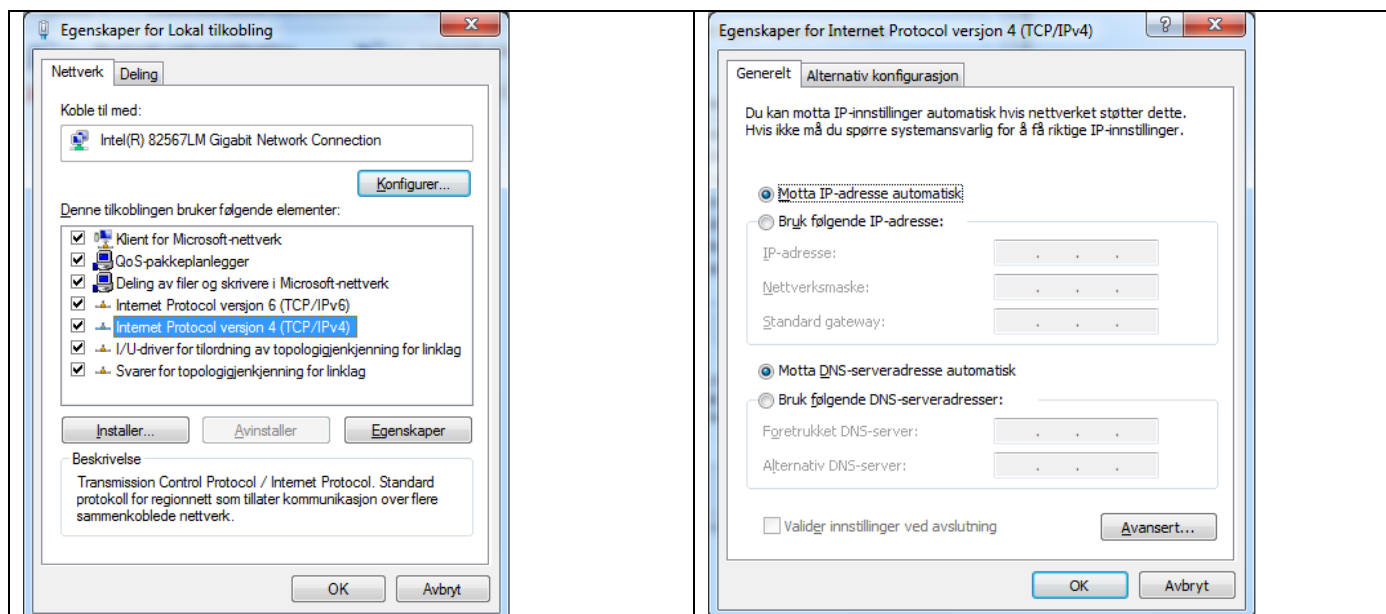 Egenskaper for Lokal tilkobling
Nettverk
Deling
Koble til med:
Intel(R) 82567LM Gigabit Network Connection
Konfigurer...
Denne tilkoblingen bruker følgende elementer:
Klient for Microsoft-nettverk
QoS-pakkeplanlegger
Deling av filer og skrivere i Microsoft-nettverk
Internet Protocol versjon 6 (TCP/IPv6)
Internet Protocol versjon 4 (TCP/IPv4)
I/U-driver for tilordning av topologigjenkjenning for linklag
Svarer for topologigjenkjenning for linklag
Installer...
Avinstaller
Egenskaper
Beskrivelse
Transmission Control Protocol / Internet Protocol. Standard
protokoll for regionnett som tillater kommunikasjon over flere
sammenkoblede nettverk.
OK
Avbryt
Egenskaper for Internet Protocol versjon 4 (TCP/IPv4)
Generelt
Alternativ konfigurasjon
Du kan motta IP-innstillinger automatisk hvis nettverket støtter dette.
Hvis ikke må du spørre systemansvarlig for å få riktige IP-innstillinger.
Motta IP-adresse automatisk
Bruk følgende IP-adresse:
IP-adresse:
Nettverksmaske:
Standard gateway:
Motta DNS-serveradresse automatisk
Bruk følgende DNS-serveradresser:
Foretrukket DNS-server:
Alternativ DNS-server:
Valider innstillinger ved avslutning
Avansert...
OK
Avbryt